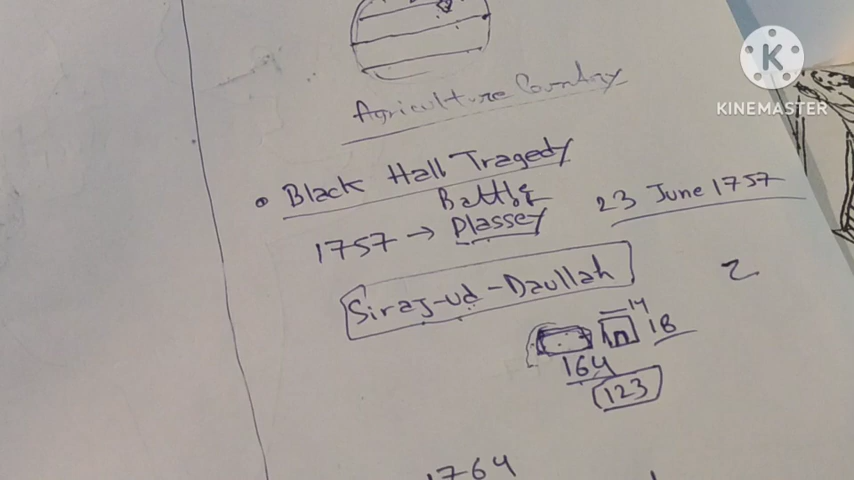 K
KINEMASTER
Agriculture Country
• Black Hall Tragedy
Battle
1757 → Plassey 23 June 1757
Siraj-ud-Daullah
2
14
18
164
123
1764